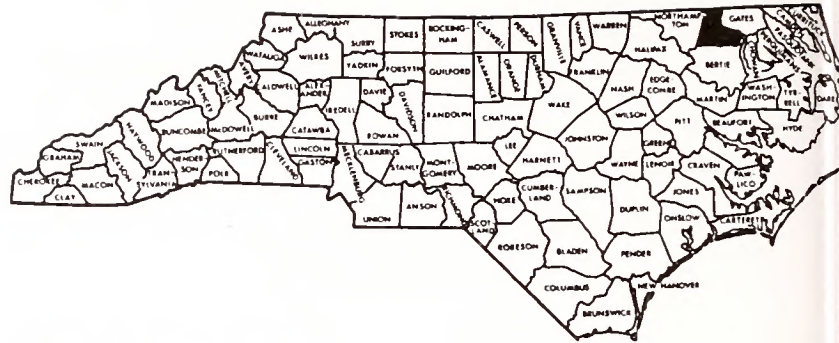 ASHE
ALLEGHANY
SURRY
STOKES
ROCKING-
HAM
CASWELL
PERSON
GRANVILLE
VANCE
WARREN
NORTHAMP
TON
GATES
CURRITUCK
CAMDEN
PASQUOTANK
PERQUIMANS
CHOWAN
HALIFAX
BERTIE
WATAUGA
WILKES
YADKIN
FORSYTH
GUILFORD
ALAMANCE
ORANGE
DURHAM
FRANKLIN
NASH
EDGE
COMBE
MARTIN
WASH-
INGTON
TYR-
RELL
DARE
MITCHELL
AVERY
CALDWELL
ALEX-
ANDER
IREDELL
DAVIE
DAVIDSON
RANDOLPH
CHATHAM
WAKE
WILSON
PITT
BEAUFORT
HYDE
MADISON
YANCEY
BURKE
CATAWBA
ROWAN
JOHNSTON
GREENE
BUNCOMBE
McDOWELL
LEE
HARNETT
WAYNE
LENOIR
CRAVEN
PAM-
LICO
SWAIN
HAYWOOD
RUTHERFORD
LINCOLN
CABARRUS
STANLY
MONT-
GOMERY
MOORE
GRAHAM
JACKSON
HENDER-
SON
POLK
CLEVELAND
GASTON
MECKLENBURG
CUMBER-
LAND
SAMPSON
JONES
CHEROKEE
MACON
TRAN-
SYLVANIA
CLAY
UNION
ANSON
RICHMOND
HOKE
SCOT-
LAND
DUPLIN
ONSLOW
CARTERET
ROBESON
BLADEN
PENDER
COLUMBUS
NEW HANOVER
BRUNSWICK